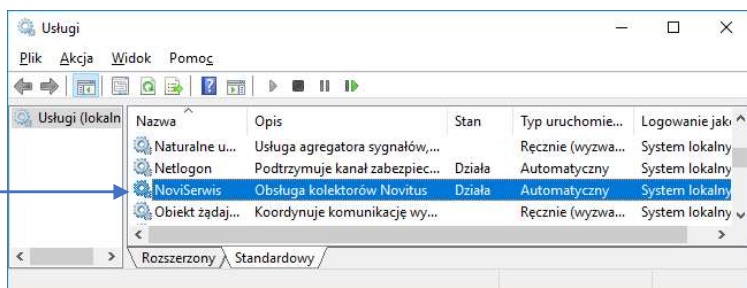 Usługi
Plik Akcja Widok Pomoc
Usługi (lokaln
Nazwa Opis Stan Typ uruchomie... Logowanie jako
Naturalne u... Usługa agregatora sygnałów,... Ręcznie (wyzwa... System lokalny
Netlogon Podtrzymuje kanał zabezpiec... Działa Automatyczny System lokalny
NoviSerwis Obsługa kolektorów Novitus Działa Automatyczny System lokalny
Obiekt żądaj... Koordynuje komunikację wy... Ręcznie (wyzwa... System lokalny
Rozszerzony Standardowy